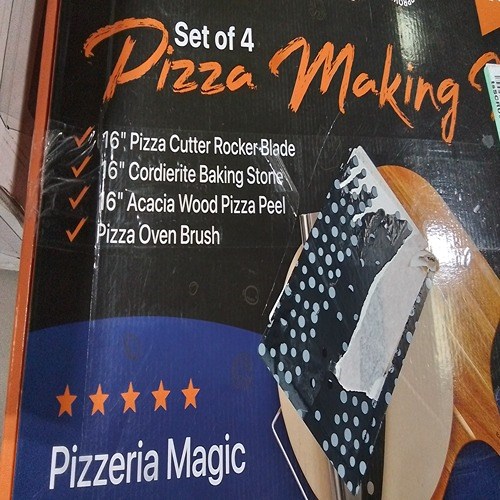 Set of 4
Pizza Making
16" Pizza Cutter Rocker Blade
16" Cordierite Baking Stone
16" Acacia Wood Pizza Peel
Pizza Oven Brush
Pizzeria Magic